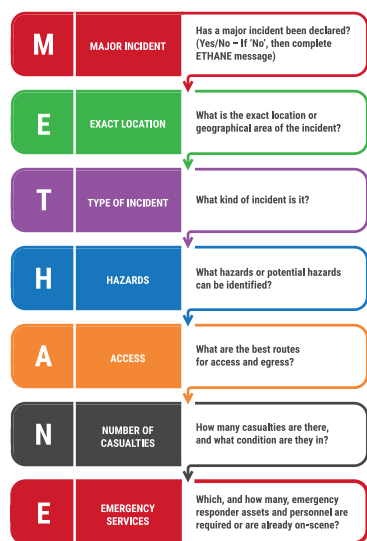 M
MAJOR INCIDENT
Has a major incident been declared?
(Yes/No – If ‘No’, then complete
ETHANE message)
E
EXACT LOCATION
What is the exact location or
geographical area of the incident?
T
TYPE OF INCIDENT
What kind of incident is it?
H
HAZARDS
What hazards or potential hazards
can be identified?
A
ACCESS
What are the best routes
for access and egress?
N
NUMBER OF
CASUALTIES
How many casualties are there,
and what condition are they in?
E
EMERGENCY
SERVICES
Which, and how many, emergency
responder assets and personnel are
required or are already on-scene?